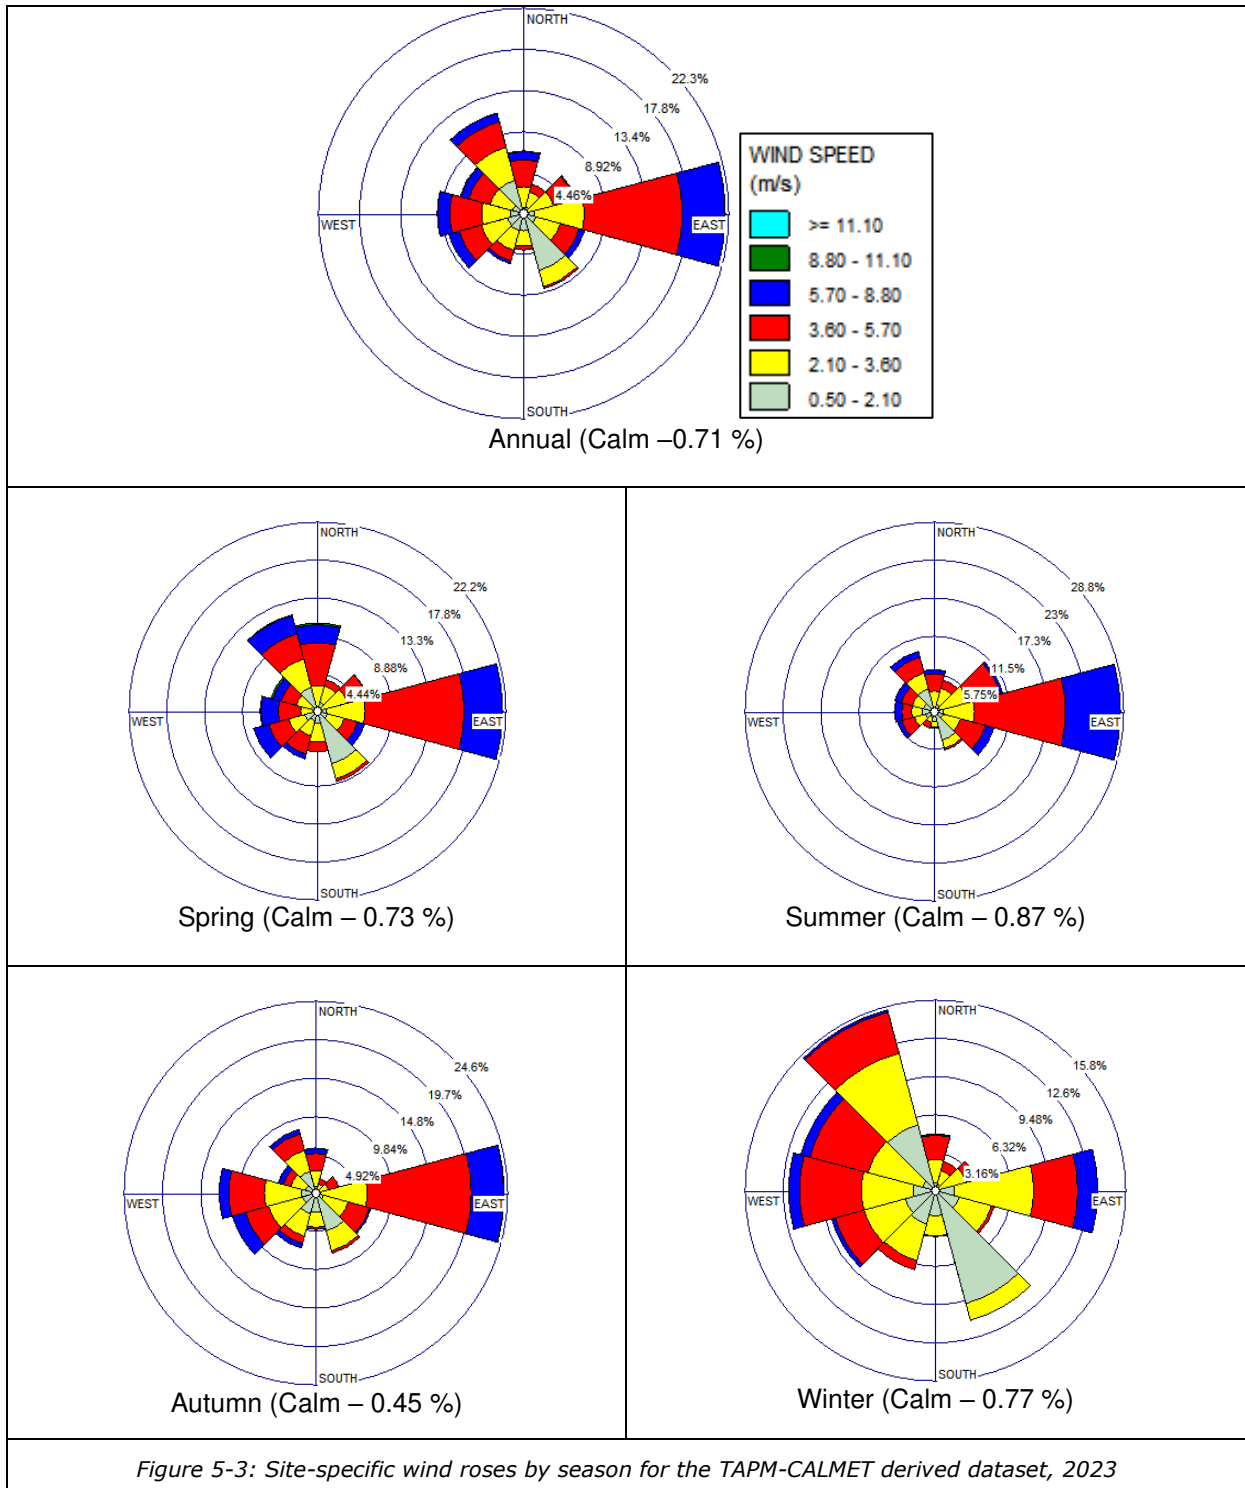 NORTH
22.3%
17.8%
13.4%
8.92%
4.46%
WEST
EAST
SOUTH
WIND SPEED
(m/s)
>= 11.10
8.80 - 11.10
5.70 - 8.80
3.60 - 5.70
2.10 - 3.60
0.50 - 2.10
Annual (Calm –0.71 %)
NORTH
22.2%
17.8%
13.3%
8.88%
4.44%
WEST
EAST
SOUTH
Spring (Calm – 0.73 %)
NORTH
28.8%
23%
17.3%
11.5%
5.75%
WEST
EAST
SOUTH
Summer (Calm – 0.87 %)
NORTH
24.6%
19.7%
14.8%
9.84%
4.92%
WEST
EAST
SOUTH
Autumn (Calm – 0.45 %)
NORTH
15.8%
12.6%
9.48%
6.32%
3.16%
WEST
EAST
SOUTH
Winter (Calm – 0.77 %)
Figure 5-3: Site-specific wind roses by season for the TAPM-CALMET derived dataset, 2023